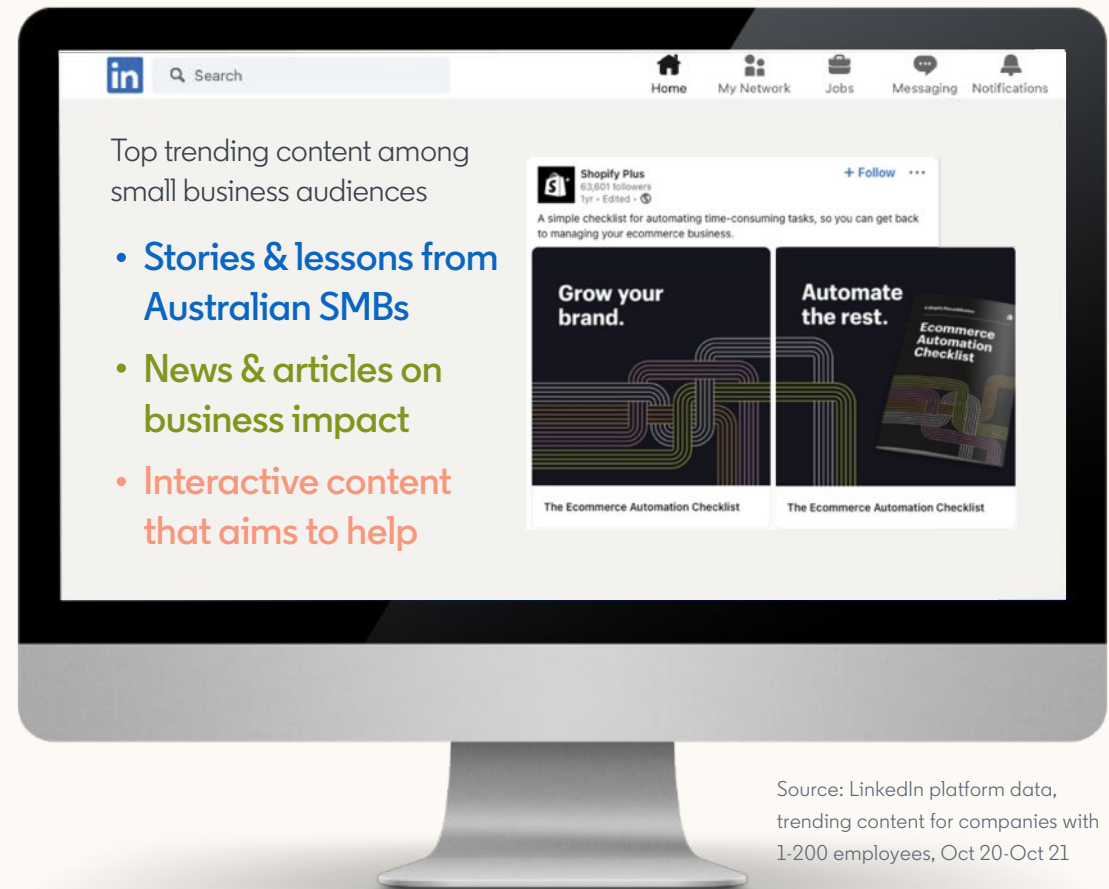 in
Search
Home
My Network
Jobs
Messaging
Notifications
Top trending content among
small business audiences
• Stories & lessons from
Australian SMBs
• News & articles on
business impact
• Interactive content
that aims to help
Shopify Plus
63,601 followers
1yr • Edited •
+ Follow •••
A simple checklist for automating time-consuming tasks, so you can get back
to managing your ecommerce business.
Grow your
brand.
The Ecommerce Automation Checklist
Automate
the rest.
A Shopify Plus publication
Ecommerce
Automation
Checklist
The Ecommerce Automation Checklist
Source: LinkedIn platform data,
trending content for companies with
1-200 employees, Oct 20-Oct 21